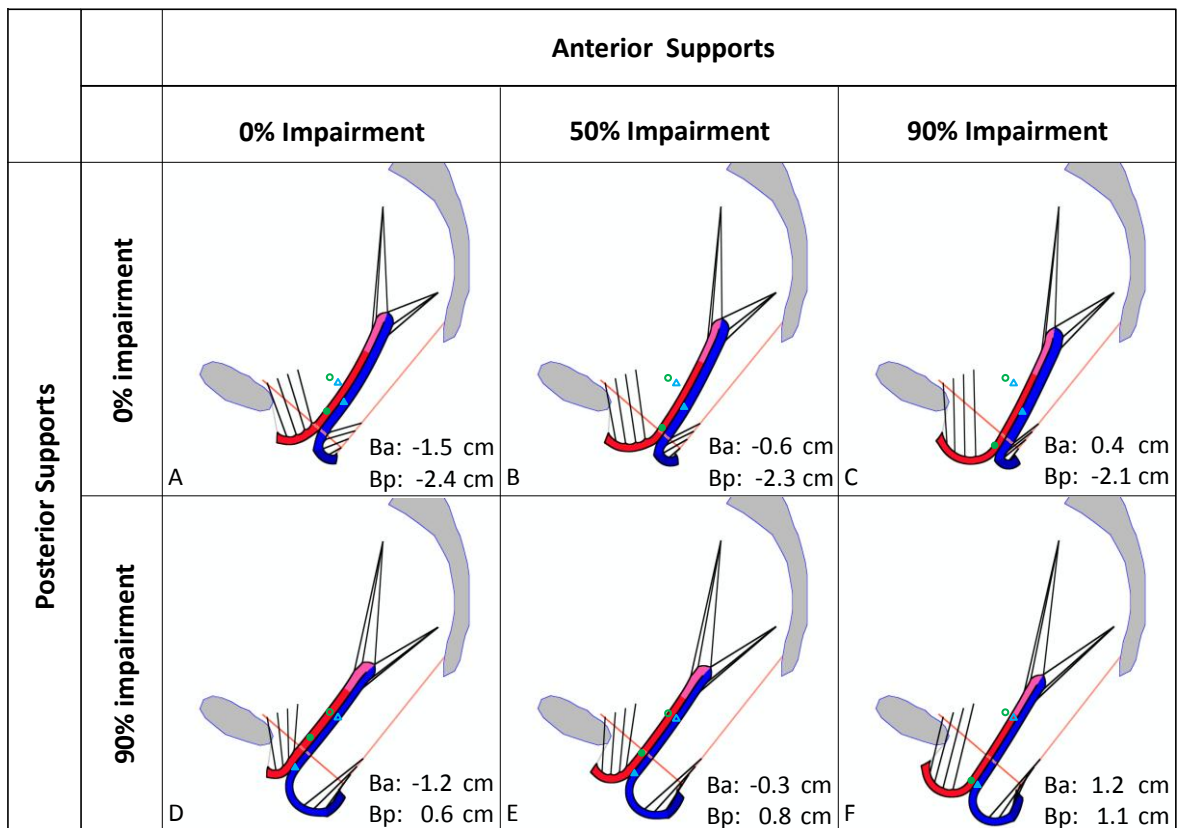 Anterior Supports
0% Impairment
50% Impairment
90% Impairment
Posterior Supports
0% impairment
A
Ba: -1.5 cm
Bp: -2.4 cm
B
Ba: -0.6 cm
Bp: -2.3 cm
C
Ba: 0.4 cm
Bp: -2.1 cm
90% impairment
D
Ba: -1.2 cm
Bp: 0.6 cm
E
Ba: -0.3 cm
Bp: 0.8 cm
F
Ba: 1.2 cm
Bp: 1.1 cm